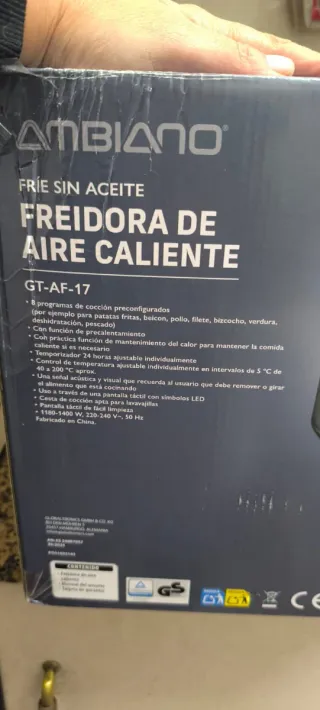 AMBIANO
FRÍE SIN ACEITE
FREIDORA DE
AIRE CALIENTE
GT-AF-17
• 8 programas de cocción preconfigurados
(por ejemplo para patatas fritas, beicon, pollo, filete, bizcocho, verdura,
deshidratación, pescado)
• Con función de precalentamiento
• Con práctica función de mantenimiento del calor para mantener la comida
caliente si es necesario
• Temporizador 24 horas ajustable individualmente
• Control de temperatura ajustable individualmente en intervalos de 5 °C de
40 a 200 °C aprox.
• Una señal acústica y visual que recuerda al usuario que debe remover o girar
el alimento que está cocinando
• Uso a través de una pantalla táctil con símbolos LED
• Cesta de cocción apta para lavavajillas
• Pantalla táctil de fácil limpieza
• 1180-1400 W, 220-240 V~, 50 Hz
Fabricado en China.
CONTENIDO
GS
CE